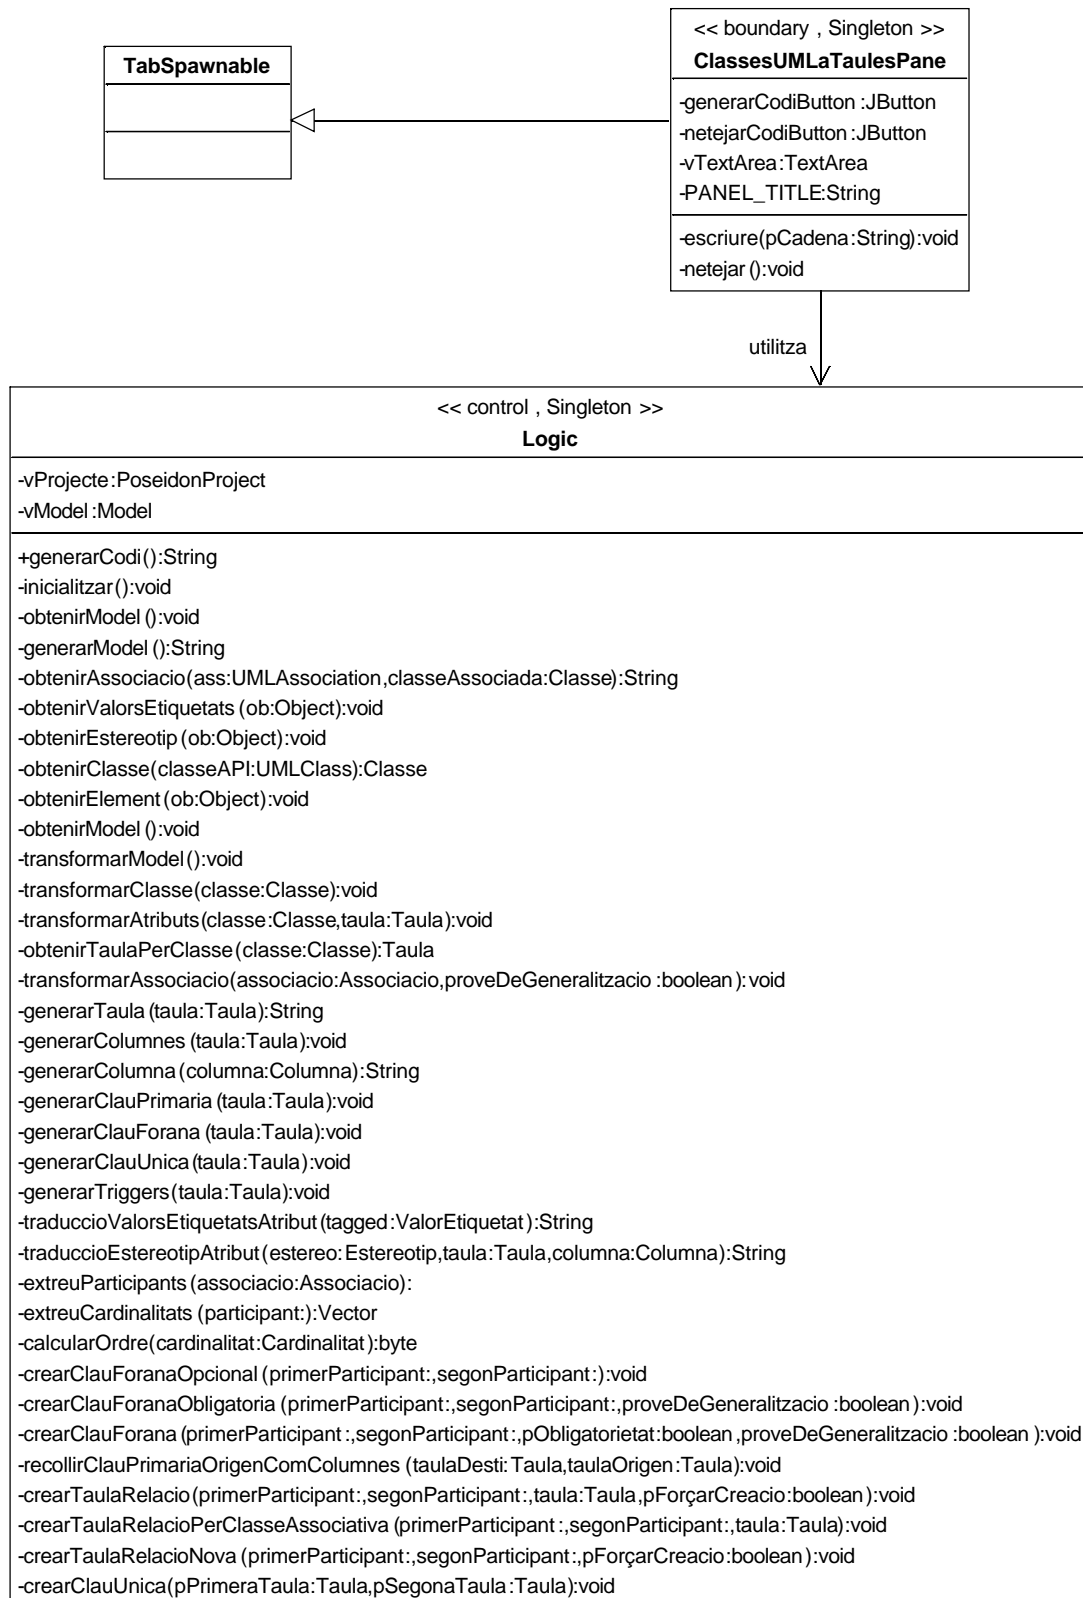 TabSpawnable
<< boundary , Singleton >>
ClassesUMLaTaulesPane
-generarCodiButton:JButton
-netejarCodiButton:JButton
-vTextArea:TextArea
-PANEL_TITLE:String
-escriure(pCadena:String):void
-netejar():void
utilitza
<< control , Singleton >>
Logic
-vProjecte:PoseidonProject
-vModel:Model
+generarCodi():String
-inicialitzar():void
-obtenirModel():void
-generarModel():String
-obtenirAssociacio(ass:UMLAssociation,classeAssociada:Classe):String
-obtenirValorsEtiquetats(ob:Object):void
-obtenirEstereotip(ob:Object):void
-obtenirClasse(classeAPI:UMLClass):Classe
-obtenirElement(ob:Object):void
-obtenirModel():void
-transformarModel():void
-transformarClasse(classe:Classe):void
-transformarAtributs(classe:Classe,taula:Taula):void
-obtenirTaulaPerClasse(classe:Classe):Taula
-transformarAssociacio(associacio:Associacio,proveDeGeneralitzacio:boolean):void
-generarTaula(taula:Taula):String
-generarColumnes(taula:Taula):void
-generarColumna(columna:Columna):String
-generarClauPrimaria(taula:Taula):void
-generarClauForana(taula:Taula):void
-generarClauUnica(taula:Taula):void
-generarTriggers(taula:Taula):void
-traduccioValorsEtiquetatsAtribut(tagged:ValorEtiquetat):String
-traduccioEstereotipAtribut(estereo:Estereotip,taula:Taula,columna:Columna):String
-extreuParticipants(associacio:Associacio):
-extreuCardinalitats(participant:):Vector
-calcularOrdre(cardinalitat:Cardinalitat):byte
-crearClauForanaOpcional(primerParticipant:,segonParticipant:):void
-crearClauForanaObligatoria(primerParticipant:,segonParticipant:,proveDeGeneralitzacio:boolean):void
-crearClauForana(primerParticipant:,segonParticipant:,pObligatorietat:boolean,proveDeGeneralitzacio:boolean):void
-recollirClauPrimariaOrigenComColumnes(taulaDesti:Taula,taulaOrigen:Taula):void
-crearTaulaRelacio(primerParticipant:,segonParticipant:,taula:Taula,pForçarCreacio:boolean):void
-crearTaulaRelacioPerClasseAssociativa(primerParticipant:,segonParticipant:,taula:Taula):void
-crearTaulaRelacioNova(primerParticipant:,segonParticipant:,pForçarCreacio:boolean):void
-crearClauUnica(pPrimeraTaula:Taula,pSegonaTaula:Taula):void